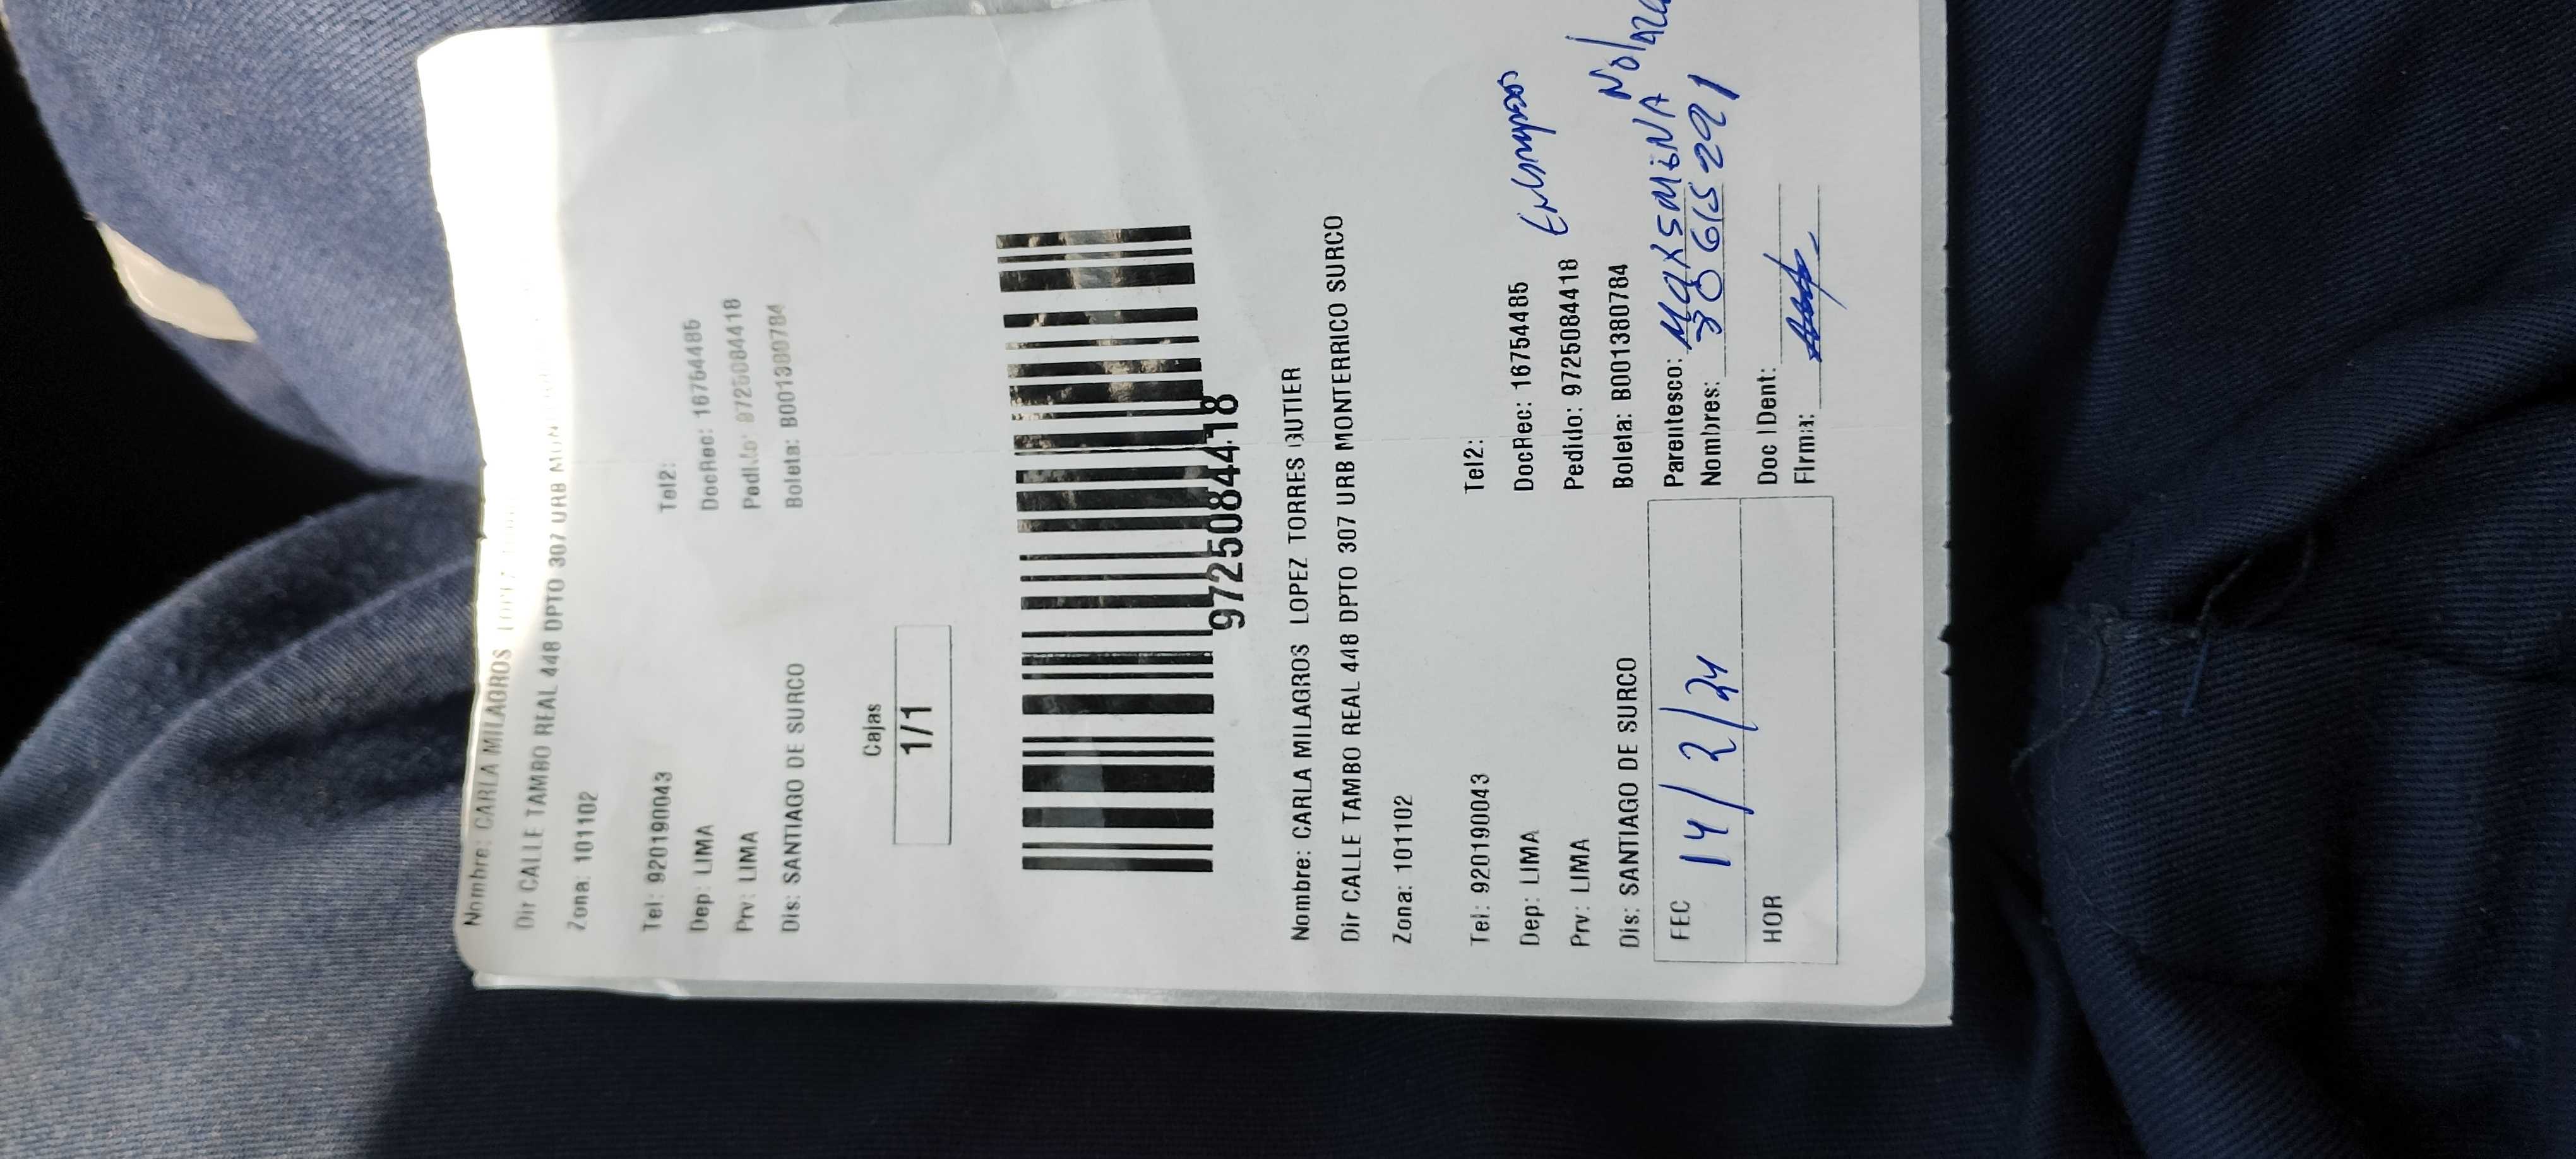 Nombre: CARLA MILAGROS LOPEZ
Dir CALLE TAMBO REAL 448 DPTO 307 URB MON
Zona: 101102
Tel: 920190043 Tel2:
Dep: LIMA DocRec: 16754485
Prv: LIMA Pedido: 9725084418
Dis: SANTIAGO DE SURCO Boleta: B001380784
Cajas
1/1
9725084418
Nombre: CARLA MILAGROS LOPEZ TORRES GUTIER
Dir CALLE TAMBO REAL 448 DPTO 307 URB MONTERRICO SURCO
Zona: 101102
Tel: 920190043 Tel2:
Dep: LIMA DocRec: 16754485
Prv: LIMA Pedido: 9725084418
Dis: SANTIAGO DE SURCO Boleta: B001380784
FEC 14/2/24 Parentesco: MaxsamiNA
Nombres: 30665291
HOR Doc IDent:
Firma: